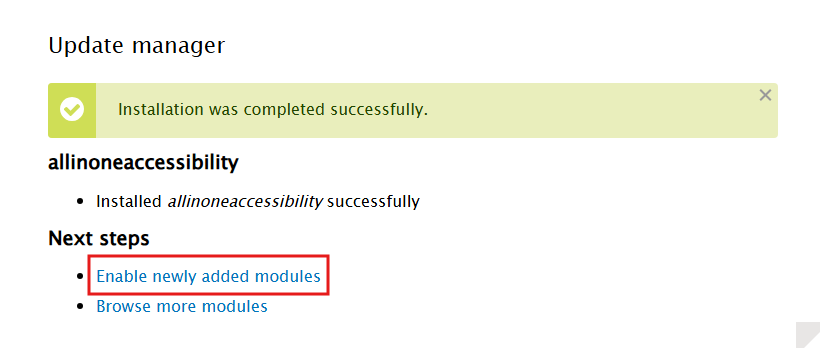 Update manager
Installation was completed successfully.
allinoneaccessibility
Installed allinoneaccessibility successfully
Next steps
Enable newly added modules
Browse more modules